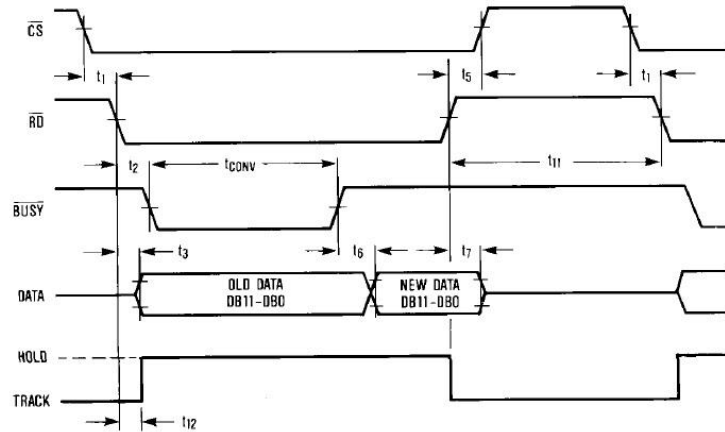 CS
t1
t5
t1
RD
t2
tCONV
t11
BUSY
t3
t6
t7
OLD DATA
DB11-DB0
NEW DATA
DB11-DB0
DATA
HOLD
TRACK
t12